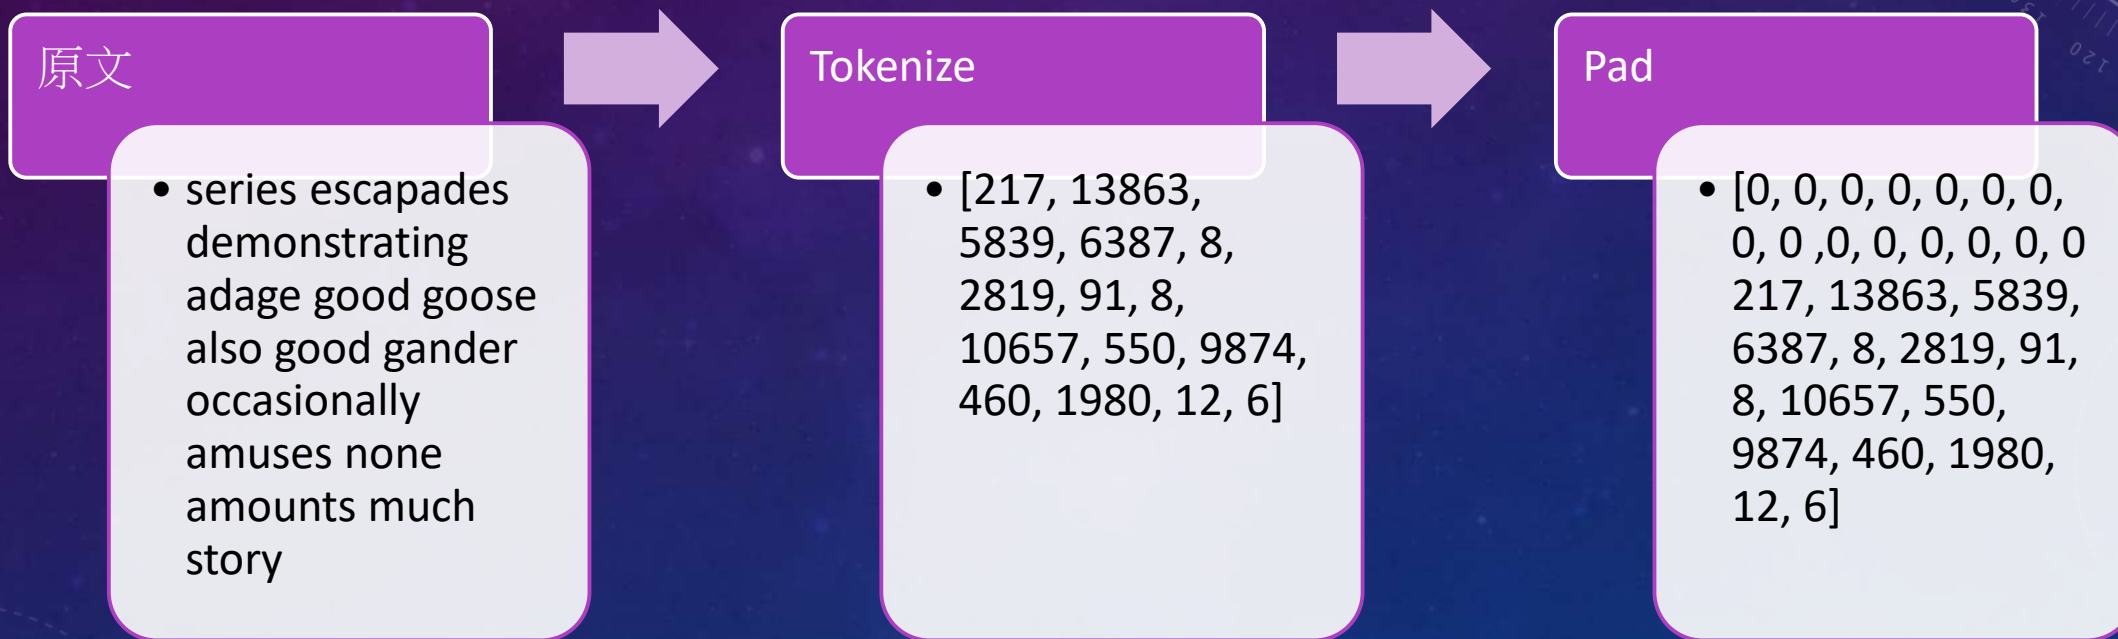 原文
• series escapades
demonstrating
adage good goose
also good gander
occasionally
amuses none
amounts much
story
Tokenize
• [217, 13863,
5839, 6387, 8,
2819, 91, 8,
10657, 550, 9874,
460, 1980, 12, 6]
Pad
• [0, 0, 0, 0, 0, 0, 0,
0, 0 ,0, 0, 0, 0, 0, 0
217, 13863, 5839,
6387, 8, 2819, 91,
8, 10657, 550,
9874, 460, 1980,
12, 6]
120